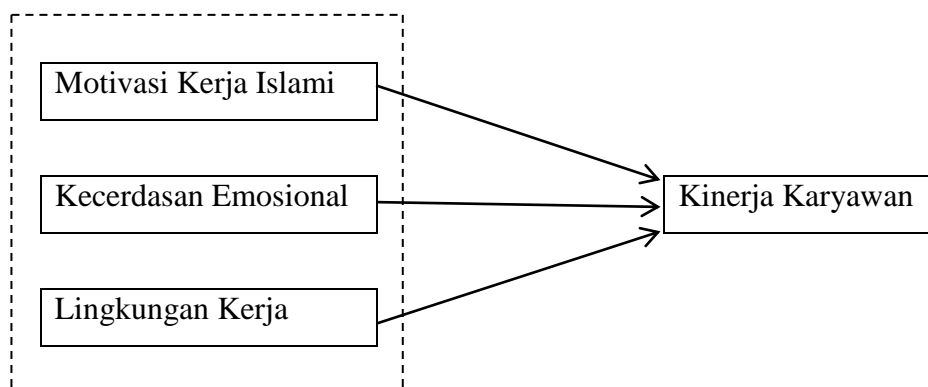 Motivasi Kerja Islami
Kecerdasan Emosional
Kinerja Karyawan
Lingkungan Kerja